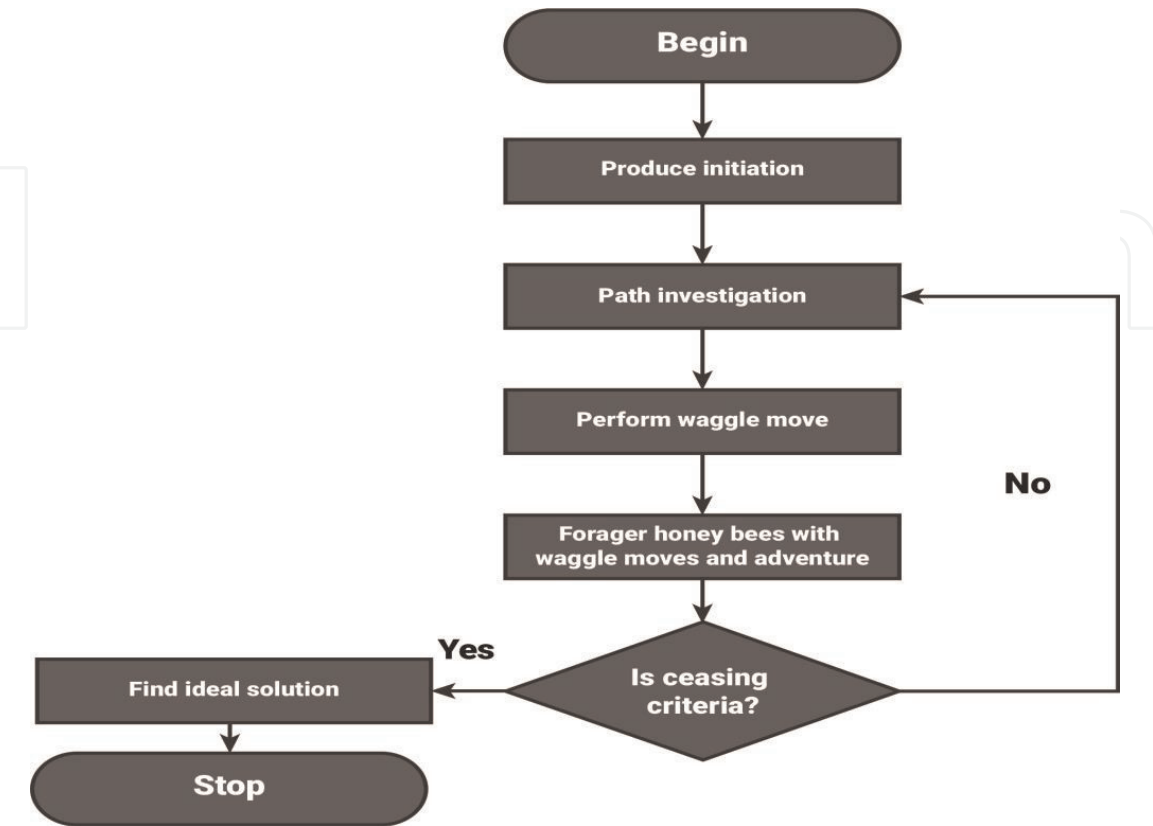 Begin
Produce initiation
Path investigation
Perform waggle move
No
Forager honey bees with
waggle moves and adventure
Yes
Is ceasing
criteria?
Find ideal solution
Stop